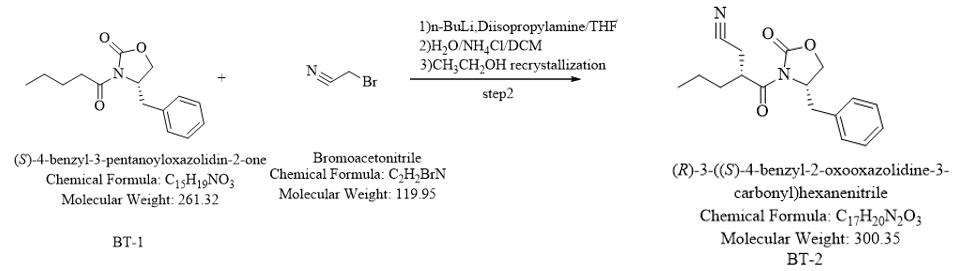 1)n-BuLi,Diisopropylamine/THF
2)H₂O/NH₄Cl/DCM
3)CH₃CH₂OH recrystallization
step2
O
O
N
O
+
N
Br
N
O
O
N
O
(S)-4-benzyl-3-pentanoyloxazolidin-2-one
Chemical Formula: C₁₅H₁₉NO₃
Molecular Weight: 261.32
BT-1
Bromoacetonitrile
Chemical Formula: C₂H₂BrN
Molecular Weight: 119.95
(R)-3-((S)-4-benzyl-2-oxooxazolidine-3-
carbonyl)hexanenitrile
Chemical Formula: C₁₇H₂₀N₂O₃
Molecular Weight: 300.35
BT-2